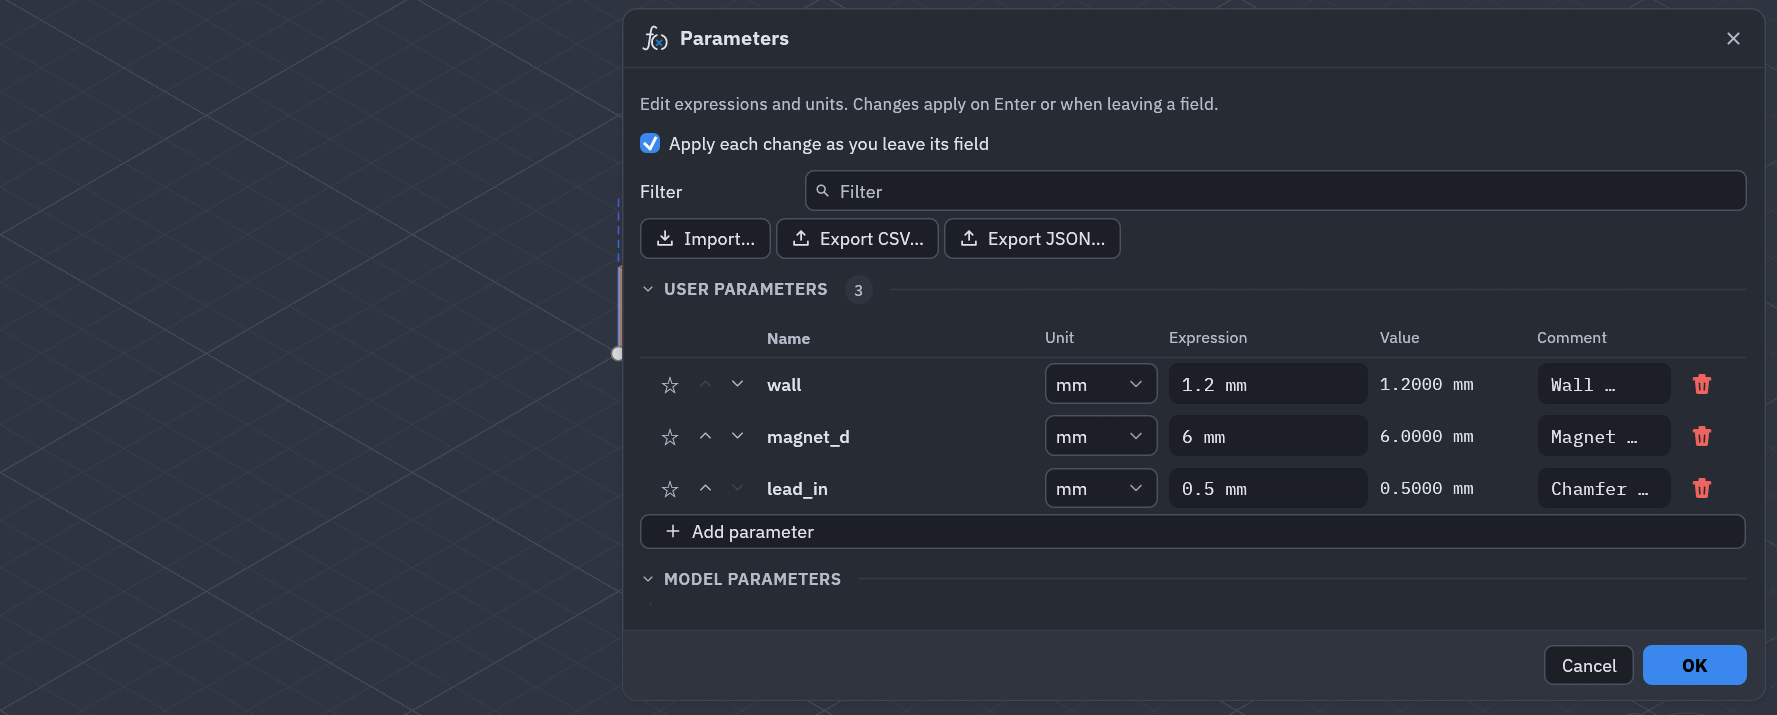 Parameters
Edit expressions and units. Changes apply on Enter or when leaving a field.
Apply each change as you leave its field
Filter Filter
Import... Export CSV... Export JSON...
USER PARAMETERS 3
Name Unit Expression Value Comment
wall mm 1.2 mm 1.2000 mm Wall …
magnet_d mm 6 mm 6.0000 mm Magnet …
lead_in mm 0.5 mm 0.5000 mm Chamfer …
Add parameter
MODEL PARAMETERS
Cancel OK